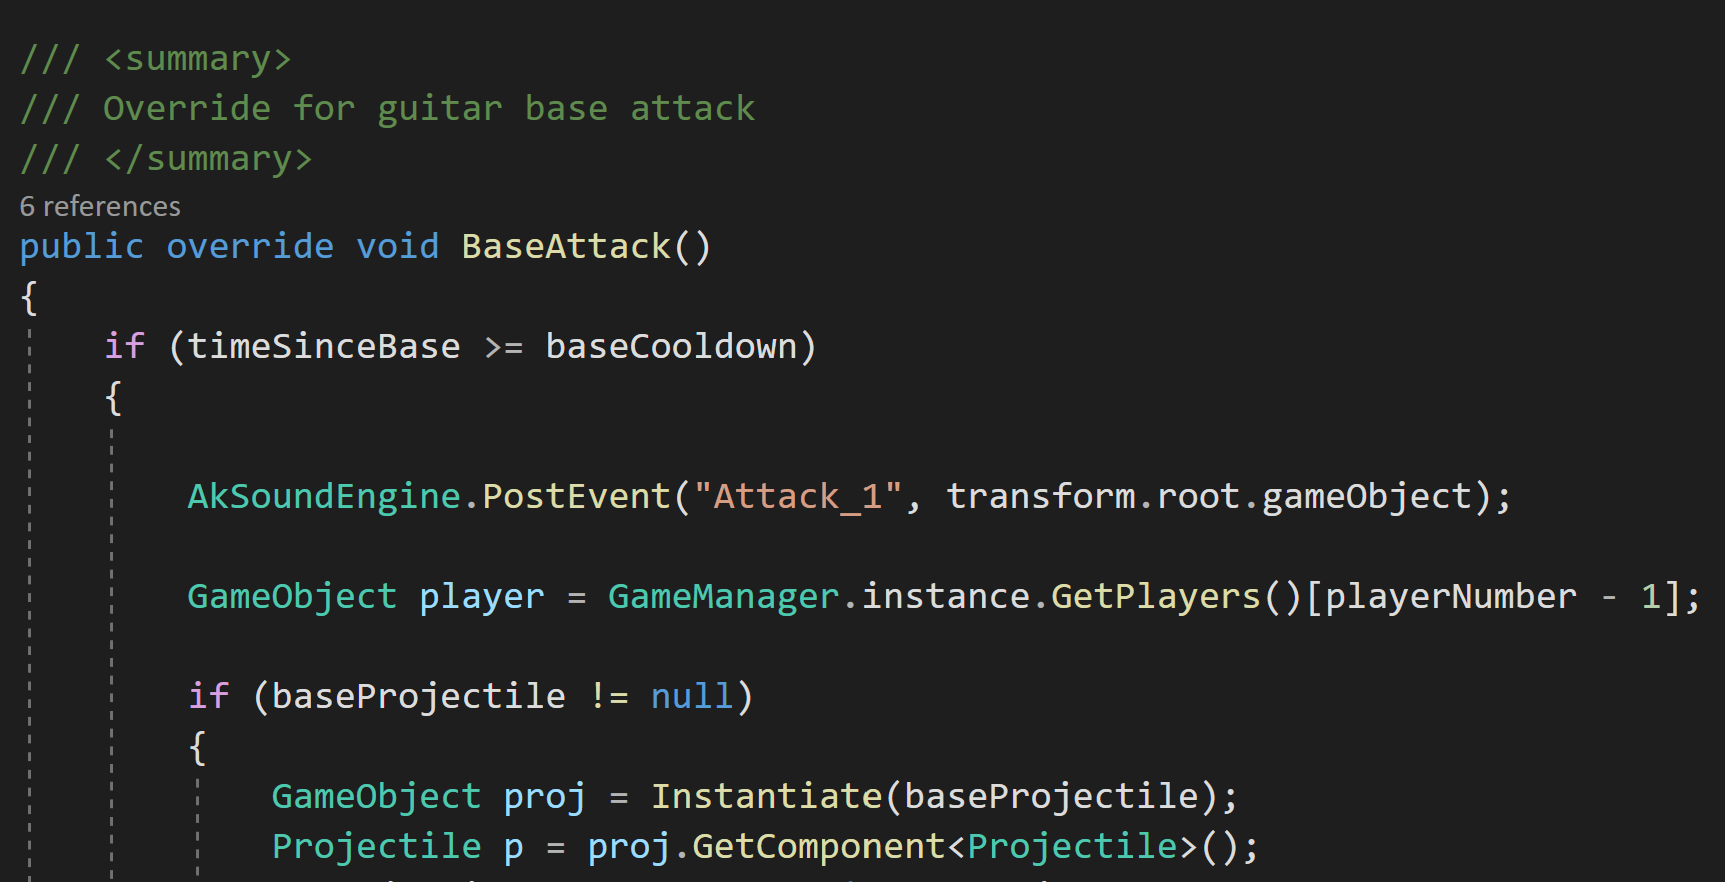 /// <summary>
/// Override for guitar base attack
/// </summary>
6 references
public override void BaseAttack()
{
if (timeSinceBase >= baseCooldown)
{
AkSoundEngine.PostEvent("Attack_1", transform.root.gameObject);
GameObject player = GameManager.instance.GetPlayers()[playerNumber - 1];
if (baseProjectile != null)
{
GameObject proj = Instantiate(baseProjectile);
Projectile p = proj.GetComponent<Projectile>();